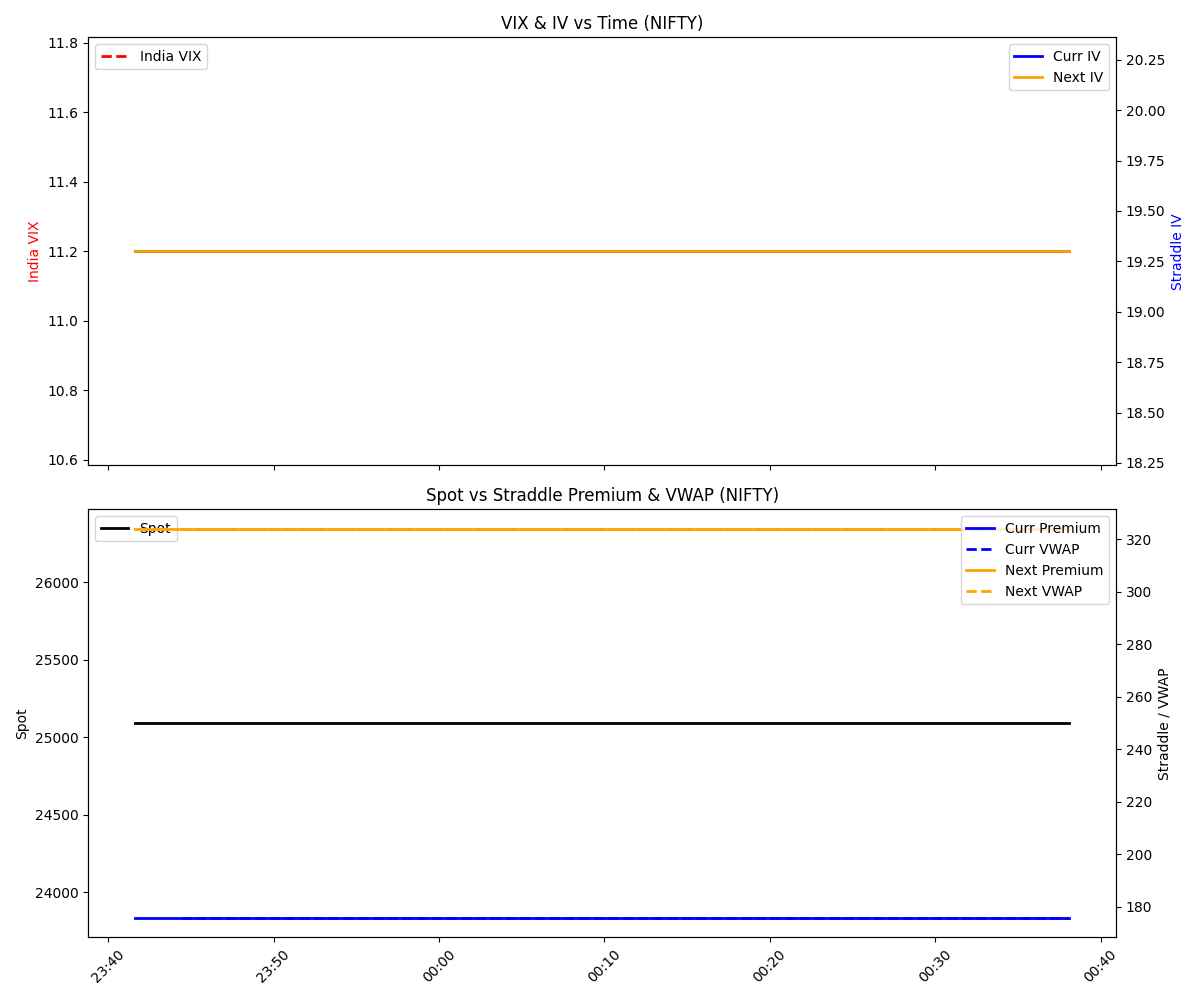 VIX & IV vs Time (NIFTY)
India VIX
Curr IV
Next IV
11.8
11.6
11.4
11.2
11.0
10.8
10.6
India VIX
20.25
20.00
19.75
19.50
19.25
19.00
18.75
18.50
18.25
Straddle IV
Spot vs Straddle Premium & VWAP (NIFTY)
Spot
Curr Premium
Curr VWAP
Next Premium
Next VWAP
26000
25500
25000
24500
24000
Spot
320
300
280
260
240
220
200
180
Straddle / VWAP
23:40
23:50
00:00
00:10
00:20
00:30
00:40